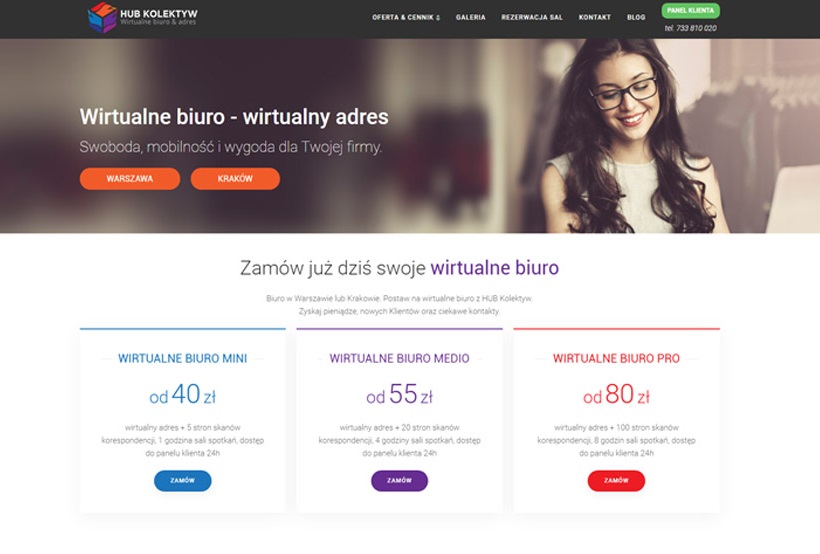 HUB KOLEKTYW
Wirtualne biuro & adres
OFERTA & CENNIK
GALERIA
REZERWACJA SAL
KONTAKT
BLOG
PANEL KLIENTA
tel. 733 810 020
Wirtualne biuro - wirtualny adres
Swoboda, mobilność i wygoda dla Twojej firmy.
WARSZAWA
KRAKÓW
Zamów już dziś swoje wirtualne biuro
Biuro w Warszawie lub Krakowie. Postaw na wirtualne biuro z HUB Kolektyw.
Zyskaj pieniądze, nowych Klientów oraz ciekawe kontakty.
WIRTUALNE BIURO MINI
od 40 zł
wirtualny adres + 5 stron skanów
korespondencji, 1 godzina sali spotkań, dostęp
do panelu klienta 24h
ZAMÓW
WIRTUALNE BIURO MEDIO
od 55 zł
wirtualny adres + 20 stron skanów
korespondencji, 4 godziny sali spotkań, dostęp
do panelu klienta 24h
ZAMÓW
WIRTUALNE BIURO PRO
od 80 zł
wirtualny adres + 100 stron skanów
korespondencji, 8 godzin sali spotkań, dostęp
do panelu klienta 24h
ZAMÓW